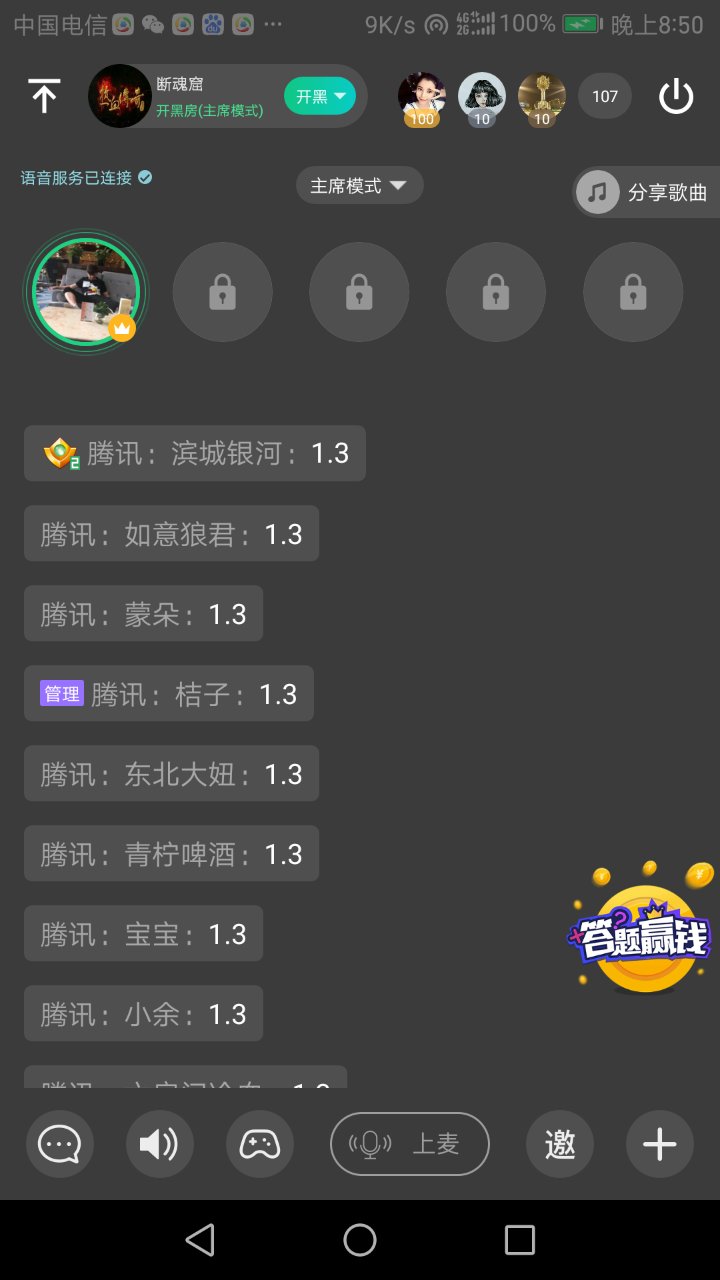 中国电信 ··· 9K/s 4G 2G 100% 晚上8:50
断魂窟
开黑房(主席模式)
开黑
100
10
10
107
语音服务已连接
主席模式
分享歌曲
2 腾讯：滨城银河：1.3
腾讯：如意狼君：1.3
腾讯：蒙朵：1.3
管理 腾讯：桔子：1.3
腾讯：东北大妞：1.3
腾讯：青柠啤酒：1.3
答题赢钱
腾讯：宝宝：1.3
腾讯：小余：1.3
上麦
邀